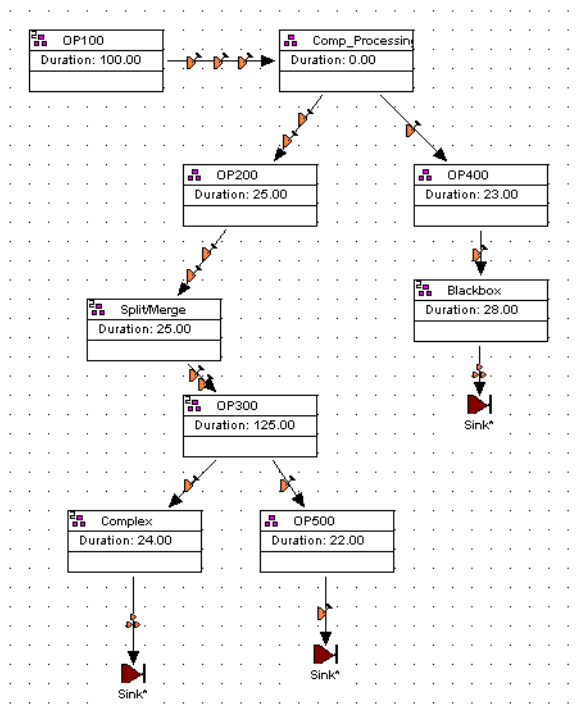 OP100
Duration: 100.00
Comp_Processing
Duration: 0.00
OP200
Duration: 25.00
OP400
Duration: 23.00
Split/Merge
Duration: 25.00
Blackbox
Duration: 28.00
OP300
Duration: 125.00
Sink*
Complex
Duration: 24.00
OP500
Duration: 22.00
Sink*
Sink*